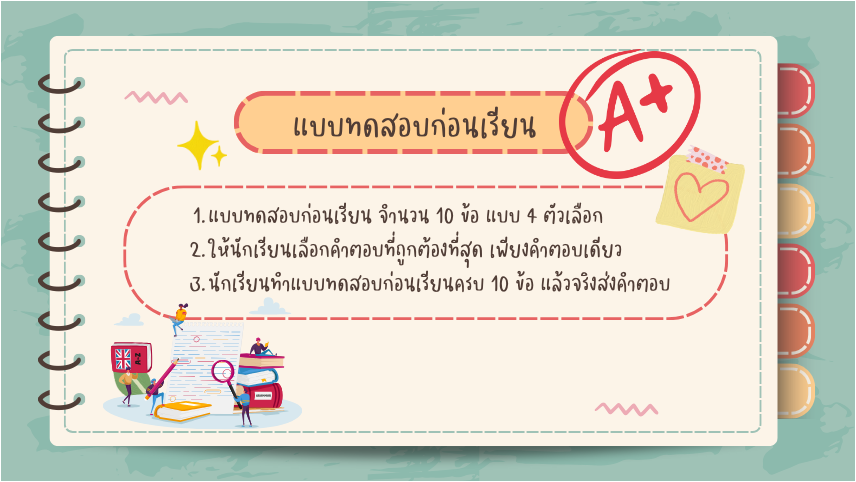 แบบทดสอบก่อนเรียน
A+
1. แบบทดสอบก่อนเรียน จำนวน 10 ข้อ แบบ 4 ตัวเลือก
2. ให้นักเรียนเลือกคำตอบที่ถูกต้องที่สุด เพียงคำตอบเดียว
3. นักเรียนทำแบบทดสอบก่อนเรียนครบ 10 ข้อ แล้วจริงส่งคำตอบ
A-Z